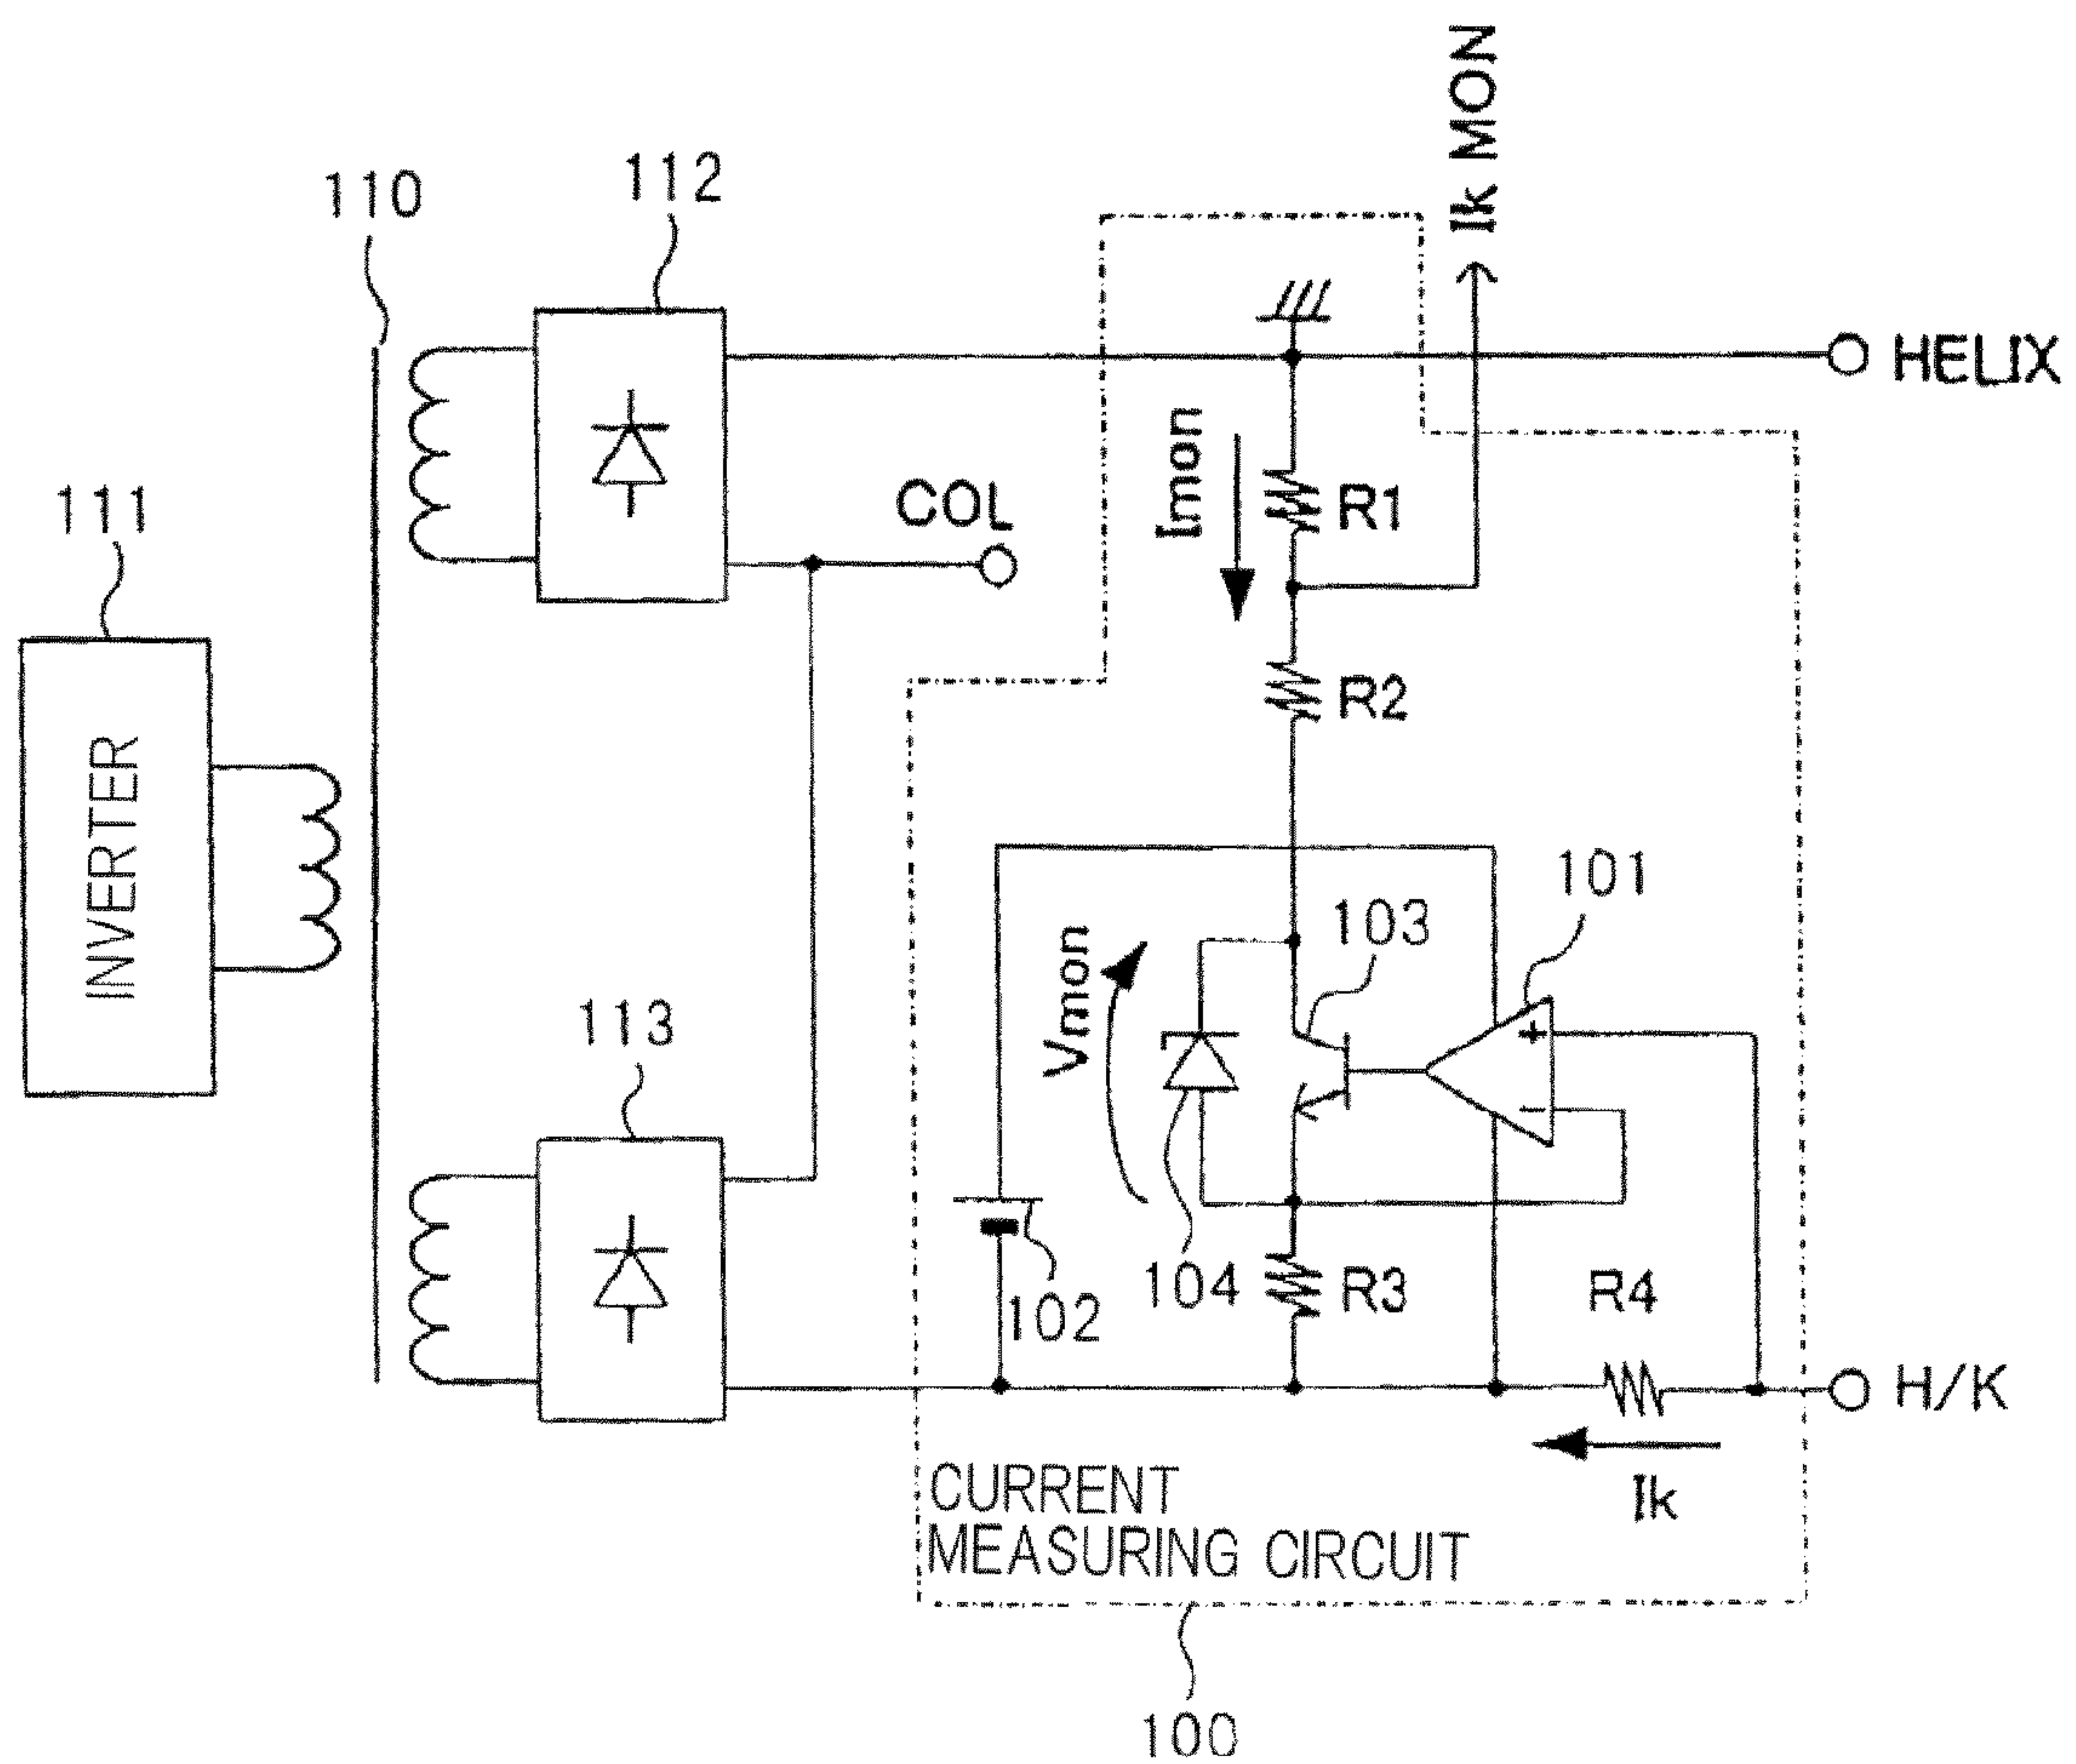 Ik MON
110
112
HELIX
111
COL
Imon
R1
R2
INVERTER
101
103
Vmon
+
−
113
104
102
R3
R4
H/K
Ik
CURRENT
MEASURING CIRCUIT
100